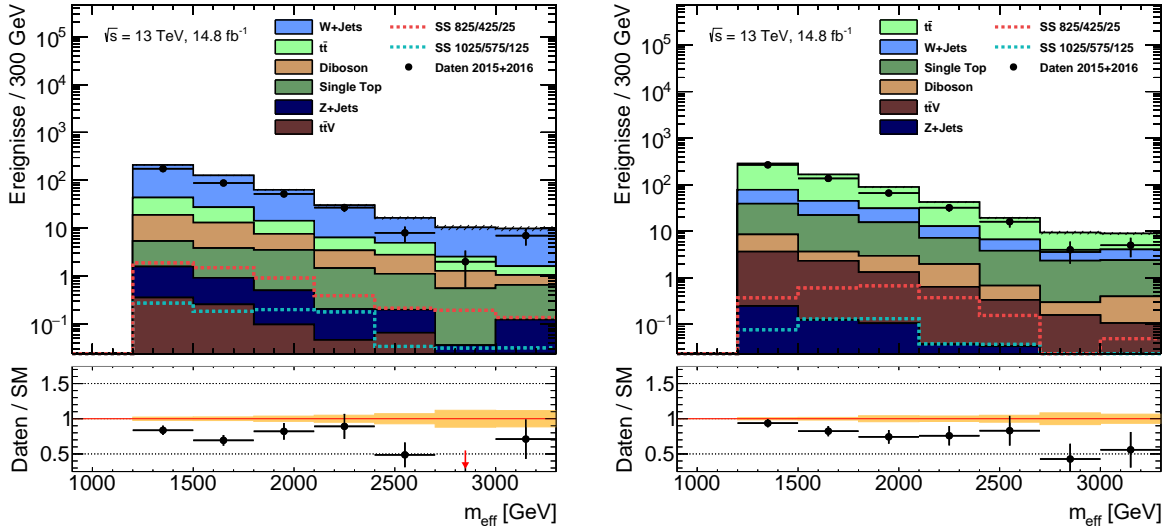 √s = 13 TeV, 14.8 fb⁻¹
W+Jets
tt̄
Diboson
Single Top
Z+Jets
tt̄V
SS 825/425/25
SS 1025/575/125
Daten 2015+2016
Ereignisse / 300 GeV
10⁵
10⁴
10³
10²
10
1
10⁻¹
Daten / SM
1.5
1
0.5
1000 1500 2000 2500 3000
m_eff [GeV]
√s = 13 TeV, 14.8 fb⁻¹
tt̄
W+Jets
Single Top
Diboson
tt̄V
Z+Jets
SS 825/425/25
SS 1025/575/125
Daten 2015+2016
Ereignisse / 300 GeV
10⁵
10⁴
10³
10²
10
1
10⁻¹
Daten / SM
1.5
1
0.5
1000 1500 2000 2500 3000
m_eff [GeV]